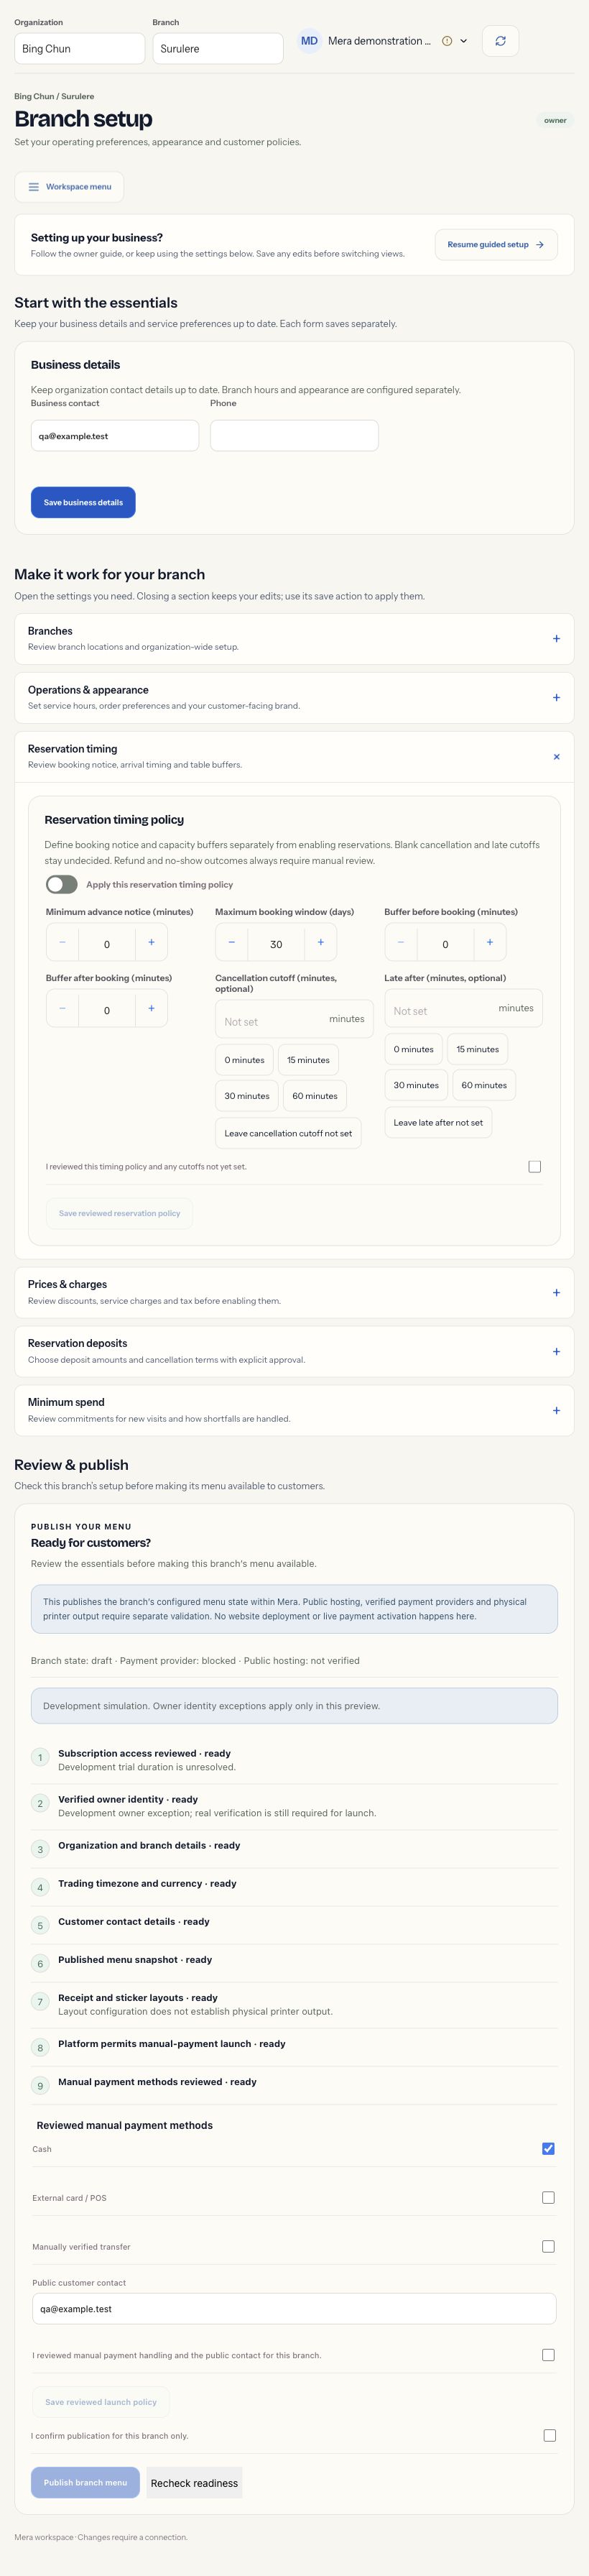 Organization
Branch
Bing Chun
Surulere
MD
Mera demonstration ...
Bing Chun / Surulere
Branch setup
owner
Set your operating preferences, appearance and customer policies.
Workspace menu
Setting up your business?
Follow the owner guide, or keep using the settings below. Save any edits before switching views.
Resume guided setup
Start with the essentials
Keep your business details and service preferences up to date. Each form saves separately.
Business details
Keep organization contact details up to date. Branch hours and appearance are configured separately.
Business contact
Phone
qa@example.test
Save business details
Make it work for your branch
Open the settings you need. Closing a section keeps your edits; use its save action to apply them.
Branches
Review branch locations and organization-wide setup.
Operations & appearance
Set service hours, order preferences and your customer-facing brand.
Reservation timing
Review booking notice, arrival timing and table buffers.
Reservation timing policy
Define booking notice and capacity buffers separately from enabling reservations. Blank cancellation and late cutoffs
stay undecided. Refund and no-show outcomes always require manual review.
Apply this reservation timing policy
Minimum advance notice (minutes)
Maximum booking window (days)
Buffer before booking (minutes)
− 0 +
− 30 +
− 0 +
Buffer after booking (minutes)
Cancellation cutoff (minutes,
optional)
Late after (minutes, optional)
− 0 +
Not set minutes
Not set minutes
0 minutes
15 minutes
30 minutes
60 minutes
Leave cancellation cutoff not set
0 minutes
15 minutes
30 minutes
60 minutes
Leave late after not set
I reviewed this timing policy and any cutoffs not yet set.
Save reviewed reservation policy
Prices & charges
Review discounts, service charges and tax before enabling them.
Reservation deposits
Choose deposit amounts and cancellation terms with explicit approval.
Minimum spend
Review commitments for new visits and how shortfalls are handled.
Review & publish
Check this branch's setup before making its menu available to customers.
PUBLISH YOUR MENU
Ready for customers?
Review the essentials before making this branch's menu available.
This publishes the branch's configured menu state within Mera. Public hosting, verified payment providers and physical
printer output require separate validation. No website deployment or live payment activation happens here.
Branch state: draft · Payment provider: blocked · Public hosting: not verified
Development simulation. Owner identity exceptions apply only in this preview.
1 Subscription access reviewed · ready
Development trial duration is unresolved.
2 Verified owner identity · ready
Development owner exception; real verification is still required for launch.
3 Organization and branch details · ready
4 Trading timezone and currency · ready
5 Customer contact details · ready
6 Published menu snapshot · ready
7 Receipt and sticker layouts · ready
Layout configuration does not establish physical printer output.
8 Platform permits manual-payment launch · ready
9 Manual payment methods reviewed · ready
Reviewed manual payment methods
Cash
External card / POS
Manually verified transfer
Public customer contact
qa@example.test
I reviewed manual payment handling and the public contact for this branch.
Save reviewed launch policy
I confirm publication for this branch only.
Publish branch menu
Recheck readiness
Mera workspace · Changes require a connection.